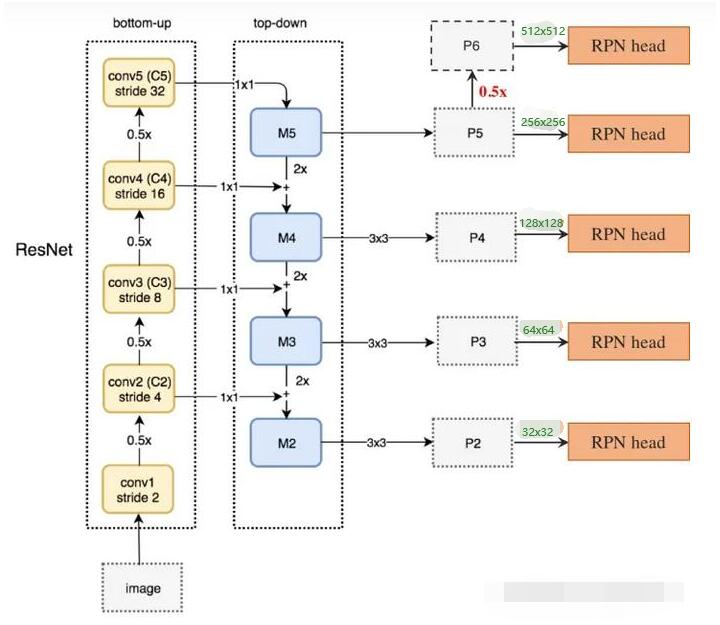 bottom-up
top-down
512x512
P6
RPN head
conv5 (C5)
stride 32
1x1
0.5x
M5
256x256
P5
RPN head
0.5x
2x
conv4 (C4)
stride 16
1x1
+
M4
3x3
P4
128x128
RPN head
ResNet
0.5x
2x
conv3 (C3)
stride 8
1x1
+
M3
3x3
P3
64x64
RPN head
0.5x
2x
conv2 (C2)
stride 4
1x1
+
M2
3x3
P2
32x32
RPN head
0.5x
conv1
stride 2
image